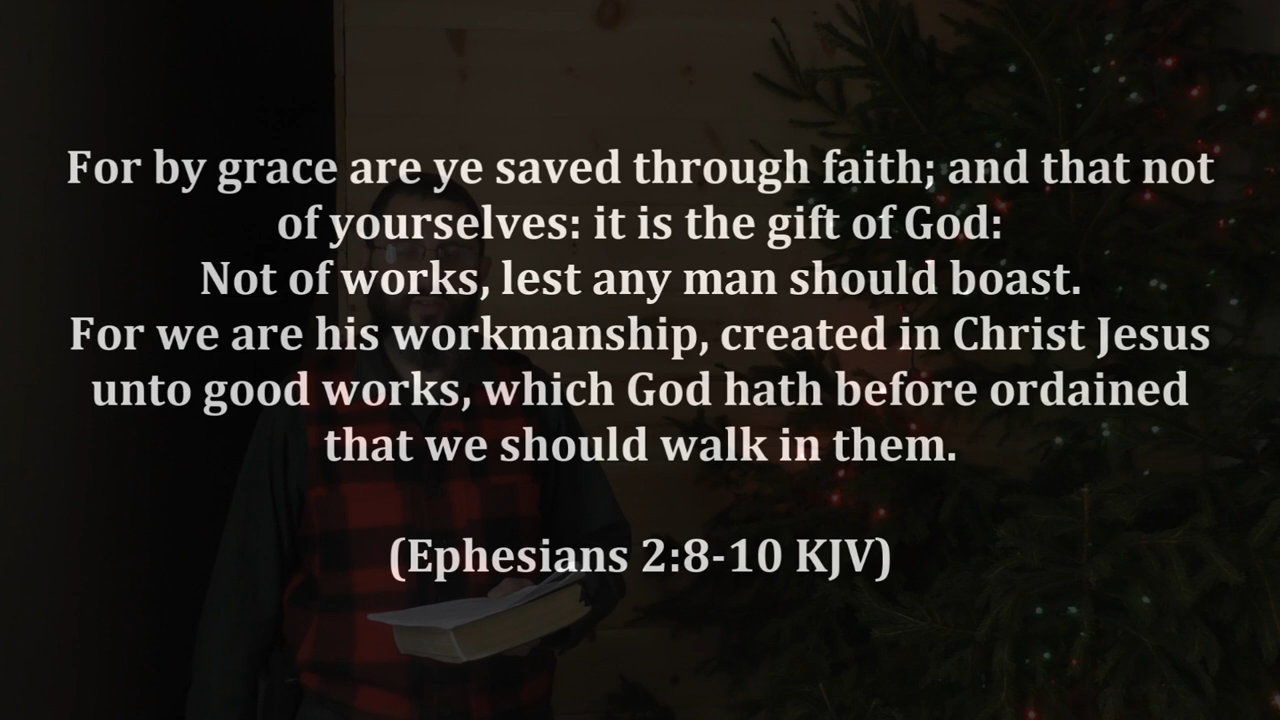 For by grace are ye saved through faith; and that not
of yourselves: it is the gift of God:
Not of works, lest any man should boast.
For we are his workmanship, created in Christ Jesus
unto good works, which God hath before ordained
that we should walk in them.
(Ephesians 2:8-10 KJV)